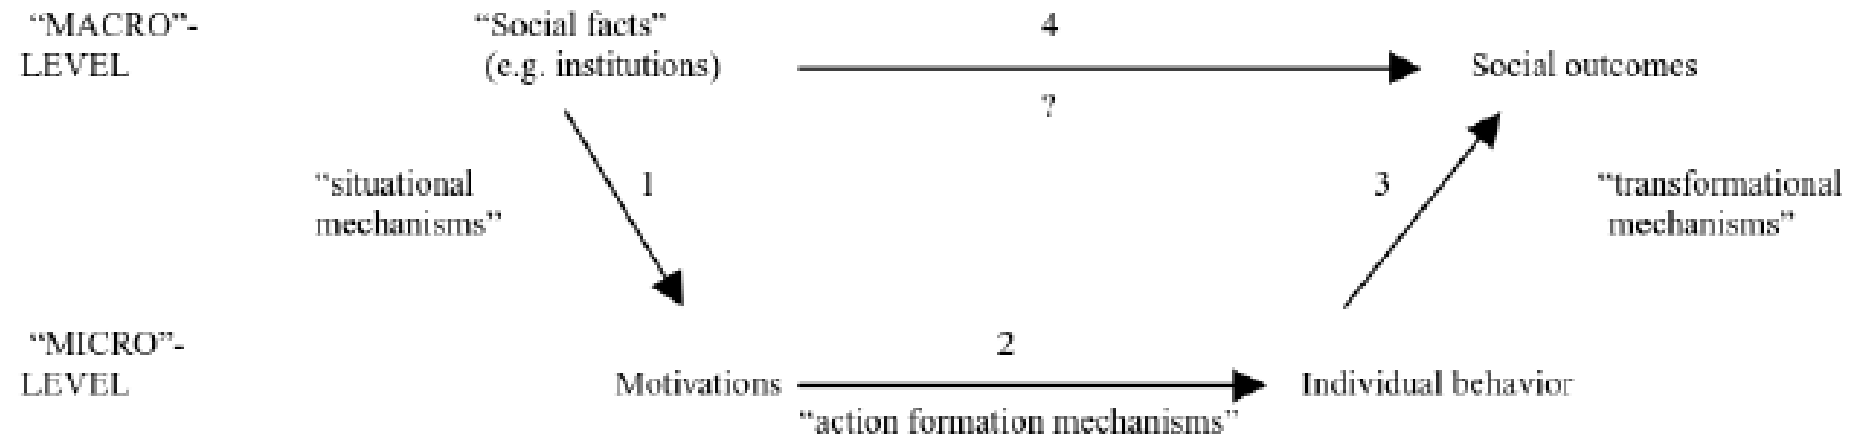 “MACRO”-
LEVEL
“Social facts”
(e.g. institutions)
4
?
Social outcomes
“situational
mechanisms”
1
3
“transformational
mechanisms”
“MICRO”-
LEVEL
Motivations
2
“action formation mechanisms”
Individual behavior